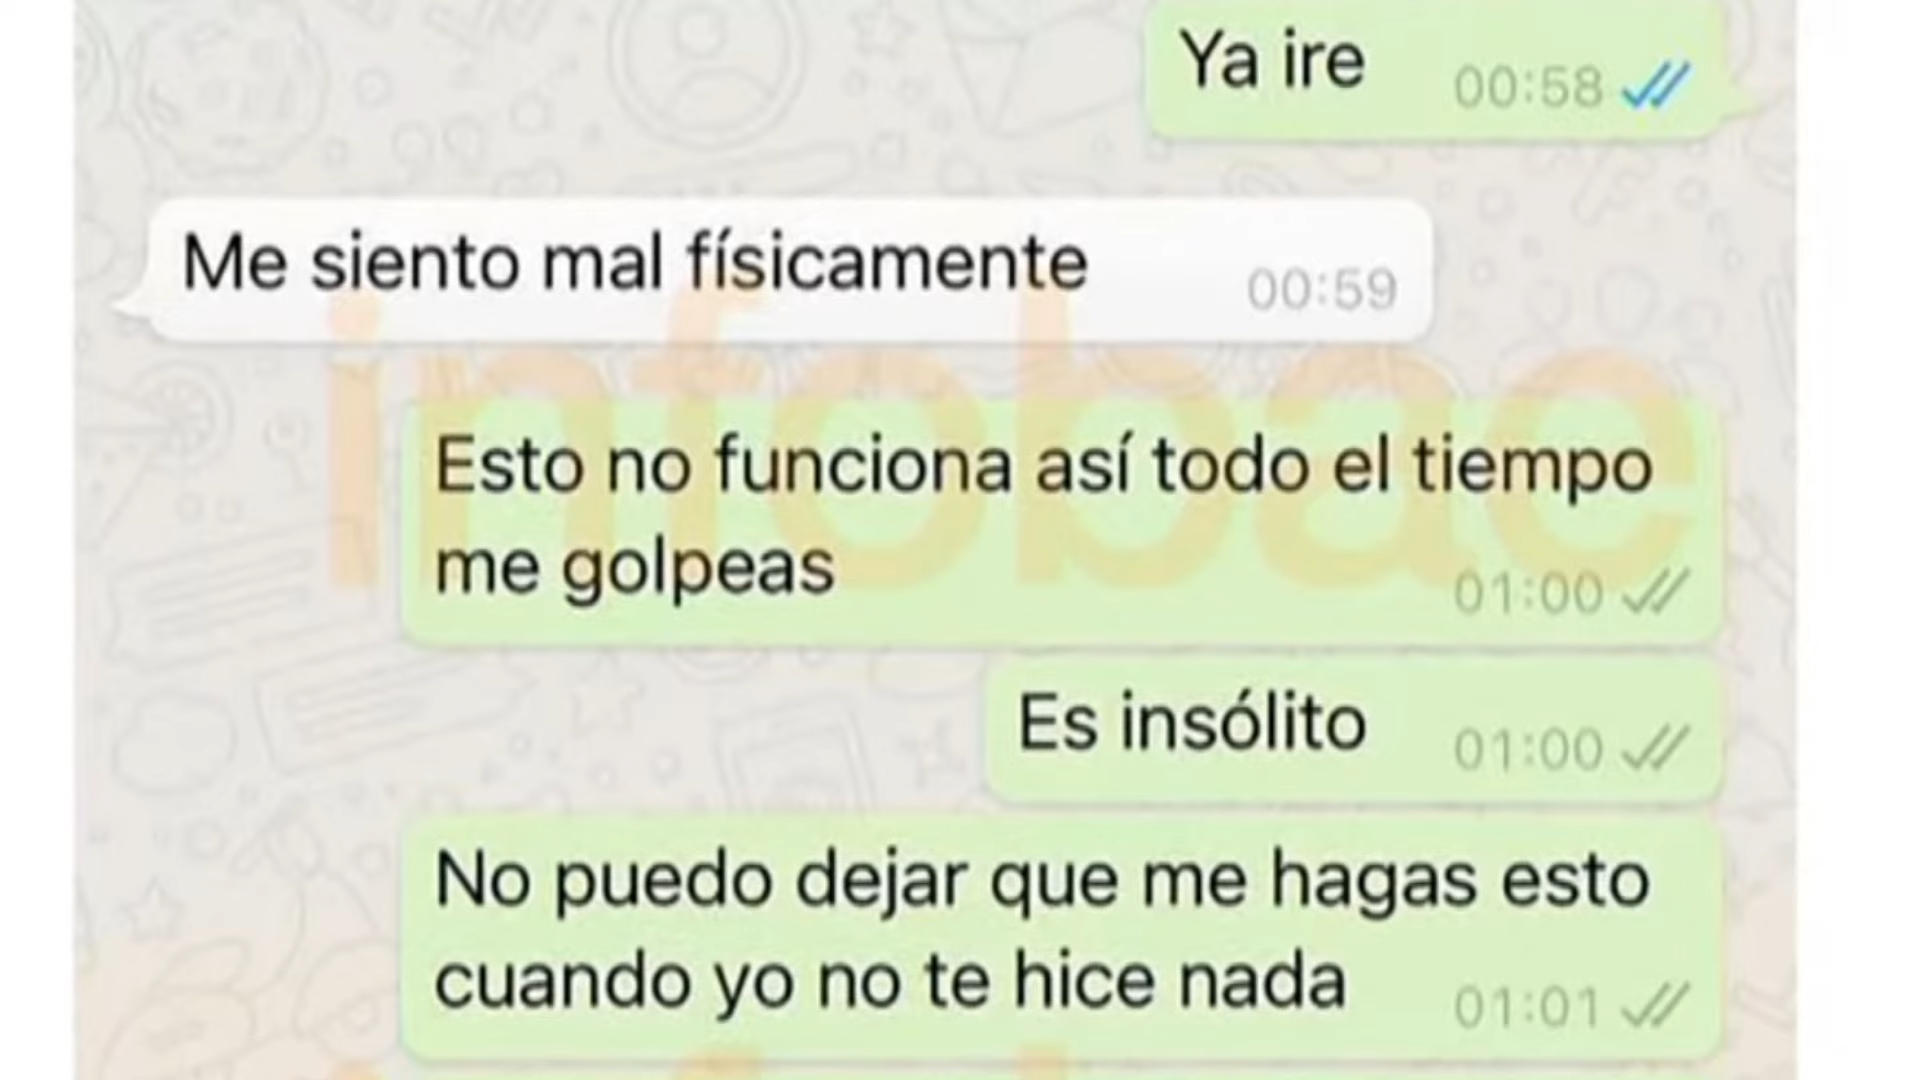 Ya ire
00:58
Me siento mal físicamente
00:59
Esto no funciona así todo el tiempo
me golpeas
01:00
Es insólito
01:00
No puedo dejar que me hagas esto
cuando yo no te hice nada
01:01
infobae